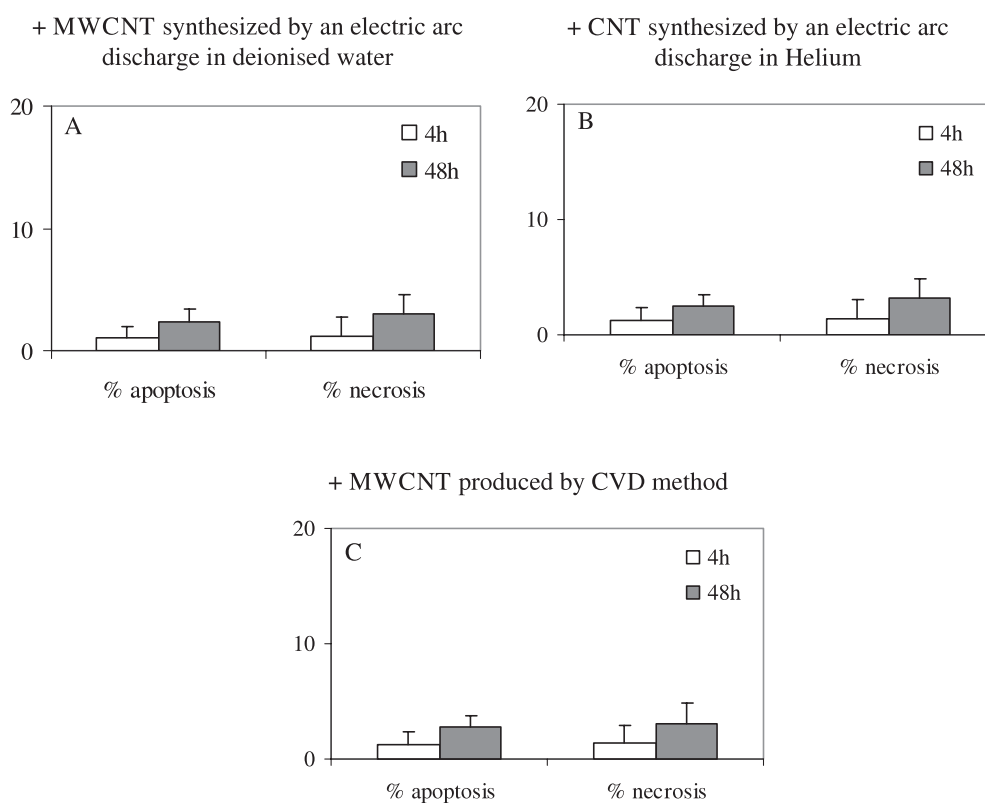 + MWCNT synthesized by an electric arc
discharge in deionised water
20
A
4h
48h
10
0
% apoptosis
% necrosis
+ CNT synthesized by an electric arc
discharge in Helium
20
B
4h
48h
10
0
% apoptosis
% necrosis
+ MWCNT produced by CVD method
20
C
4h
48h
10
0
% apoptosis
% necrosis